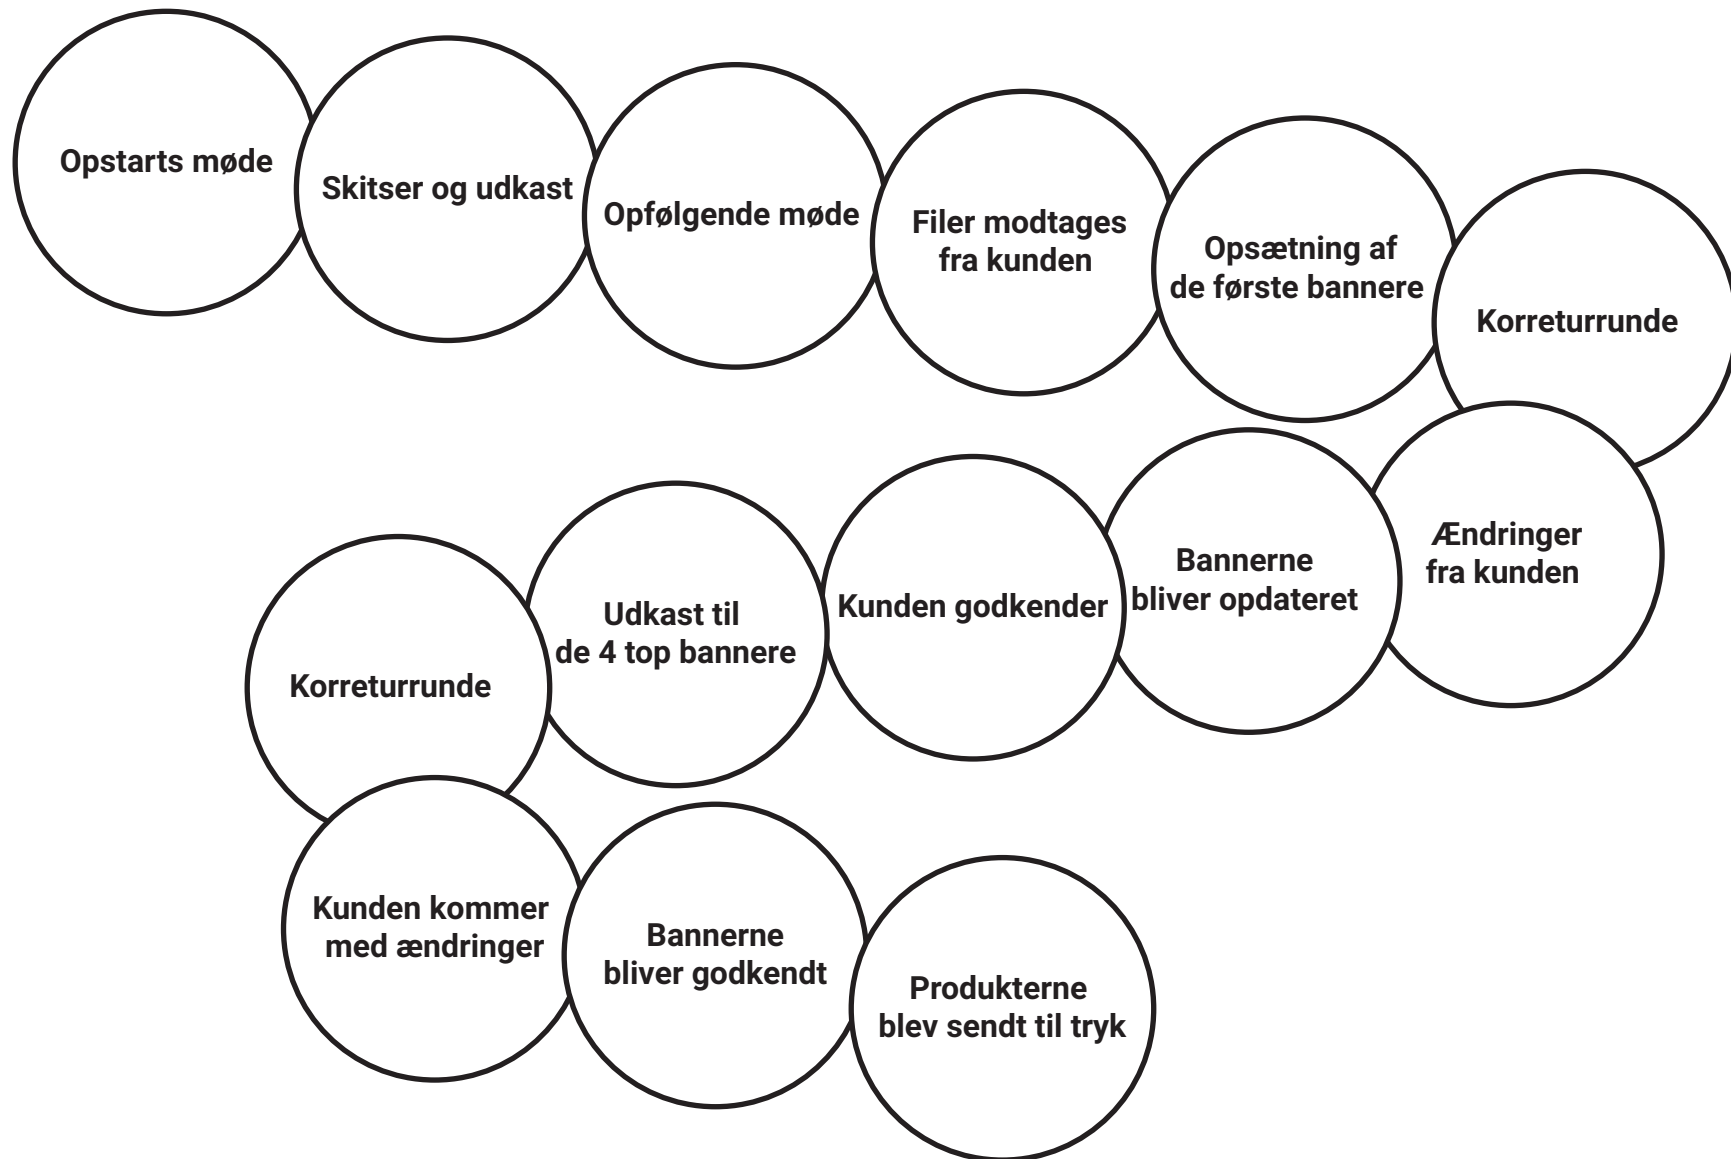 Opstarts møde
Skitser og udkast
Opfølgende møde
Filer modtages
fra kunden
Opsætning af
de første bannere
Korreturrunde
Ændringer
fra kunden
Bannerne
bliver opdateret
Kunden godkender
Udkast til
de 4 top bannere
Korreturrunde
Kunden kommer
med ændringer
Bannerne
bliver godkendt
Produkterne
blev sendt til tryk